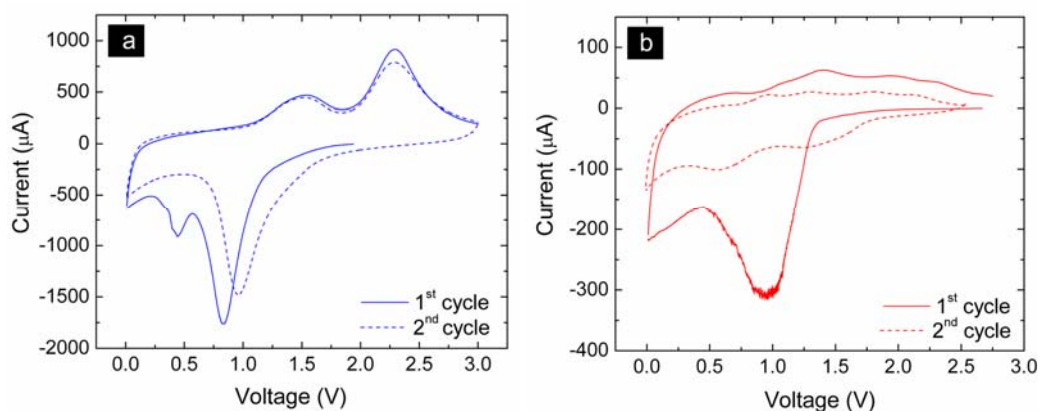 a
1000
500
0
-500
-1000
-1500
-2000
Current (μA)
0.0 0.5 1.0 1.5 2.0 2.5 3.0
Voltage (V)
1st cycle
2nd cycle
b
100
0
-100
-200
-300
-400
Current (μA)
0.0 0.5 1.0 1.5 2.0 2.5 3.0
Voltage (V)
1st cycle
2nd cycle